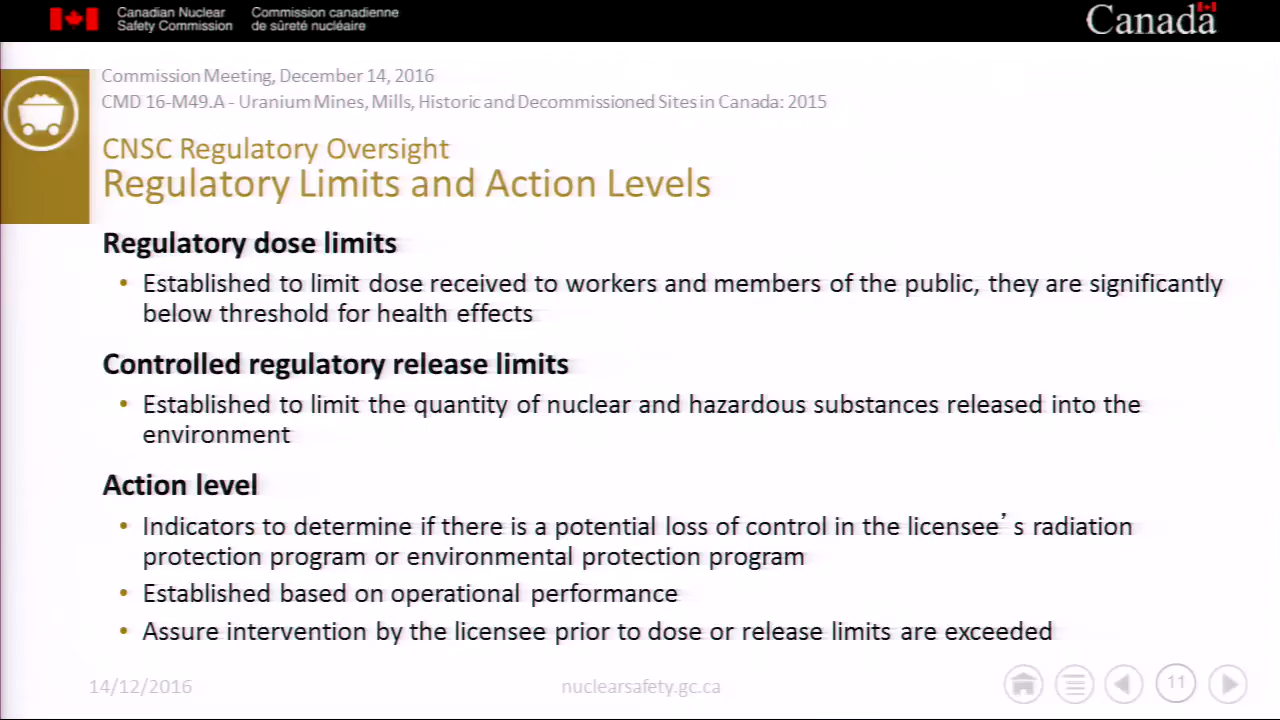 Canadian Nuclear
Safety Commission
Commission canadienne
de sûreté nucléaire
Canada
Commission Meeting, December 14, 2016
CMD 16-M49.A - Uranium Mines, Mills, Historic and Decommissioned Sites in Canada: 2015
CNSC Regulatory Oversight
Regulatory Limits and Action Levels
Regulatory dose limits
• Established to limit dose received to workers and members of the public, they are significantly
below threshold for health effects
Controlled regulatory release limits
• Established to limit the quantity of nuclear and hazardous substances released into the
environment
Action level
• Indicators to determine if there is a potential loss of control in the licensee's radiation
protection program or environmental protection program
• Established based on operational performance
• Assure intervention by the licensee prior to dose or release limits are exceeded
14/12/2016
nuclearsafety.gc.ca
11